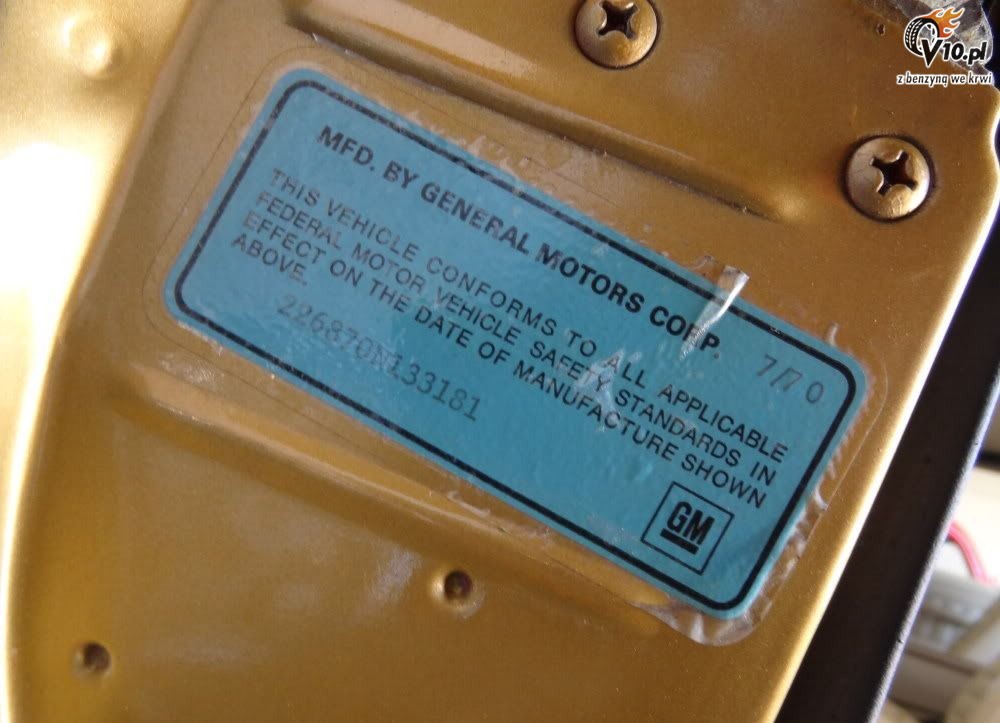 V10.pl
z benzyną we krwi
MFD. BY GENERAL MOTORS CORP. 7/70
THIS VEHICLE CONFORMS TO ALL APPLICABLE
FEDERAL MOTOR VEHICLE SAFETY STANDARDS IN
EFFECT ON THE DATE OF MANUFACTURE SHOWN
ABOVE.
226870N133181
GM